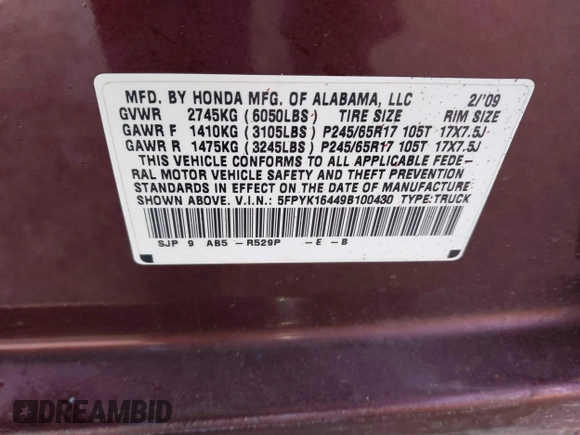 MFD. BY HONDA MFG. OF ALABAMA, LLC 2/'09
GVWR 2745KG (6050LBS) TIRE SIZE RIM SIZE
GAWR F 1410KG (3105LBS) P245/65R17 105T 17X7.5J
GAWR R 1475KG (3245LBS) P245/65R17 105T 17X7.5J
THIS VEHICLE CONFORMS TO ALL APPLICABLE FEDE-
RAL MOTOR VEHICLE SAFETY AND THEFT PREVENTION
STANDARDS IN EFFECT ON THE DATE OF MANUFACTURE
SHOWN ABOVE. V.I.N.: 5FPYK16449B100430 TYPE:TRUCK
SJP 9 AB5 -R529P -E -B
DREAMBID